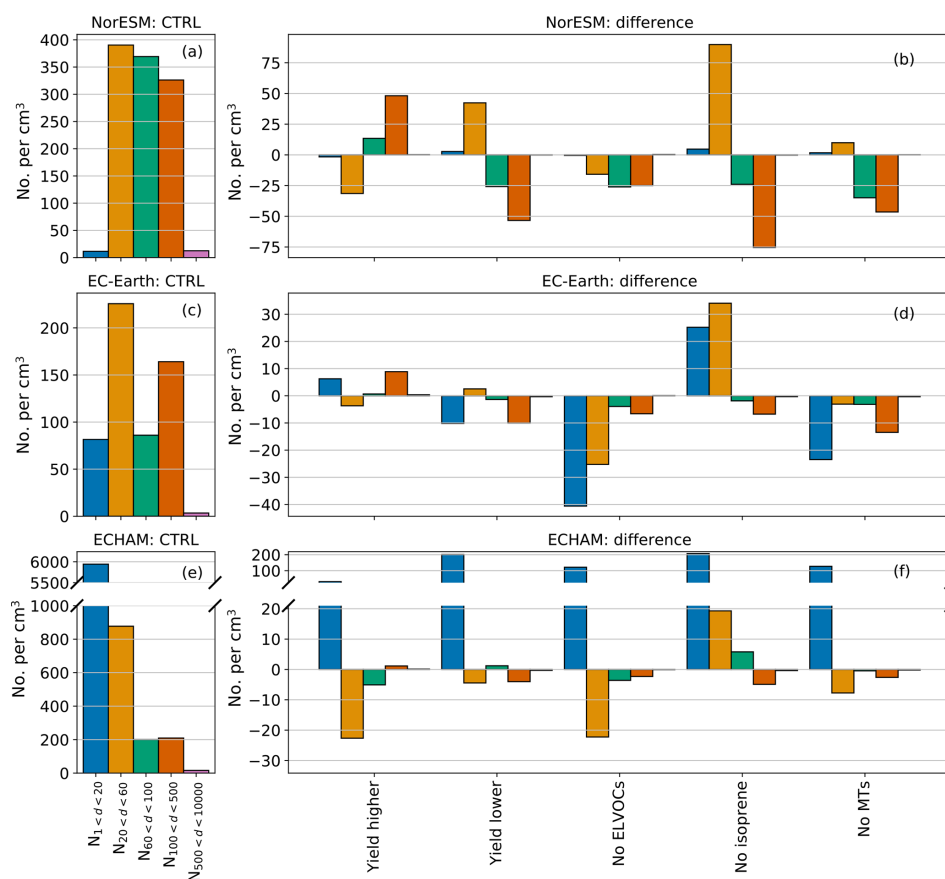 NorESM: CTRL
NorESM: difference
400
350
300
250
200
150
100
50
0
No. per cm³
(a)
75
50
25
0
−25
−50
−75
No. per cm³
(b)
EC-Earth: CTRL
EC-Earth: difference
200
150
100
50
0
No. per cm³
(c)
30
20
10
0
−10
−20
−30
−40
No. per cm³
(d)
ECHAM: CTRL
ECHAM: difference
6000
5500
1000
800
600
400
200
0
No. per cm³
(e)
200
100
20
10
0
−10
−20
−30
No. per cm³
(f)
N1 < d < 20
N20 < d < 60
N60 < d < 100
N100 < d < 500
N500 < d < 10000
Yield higher
Yield lower
No ELVOCs
No isoprene
No MTs